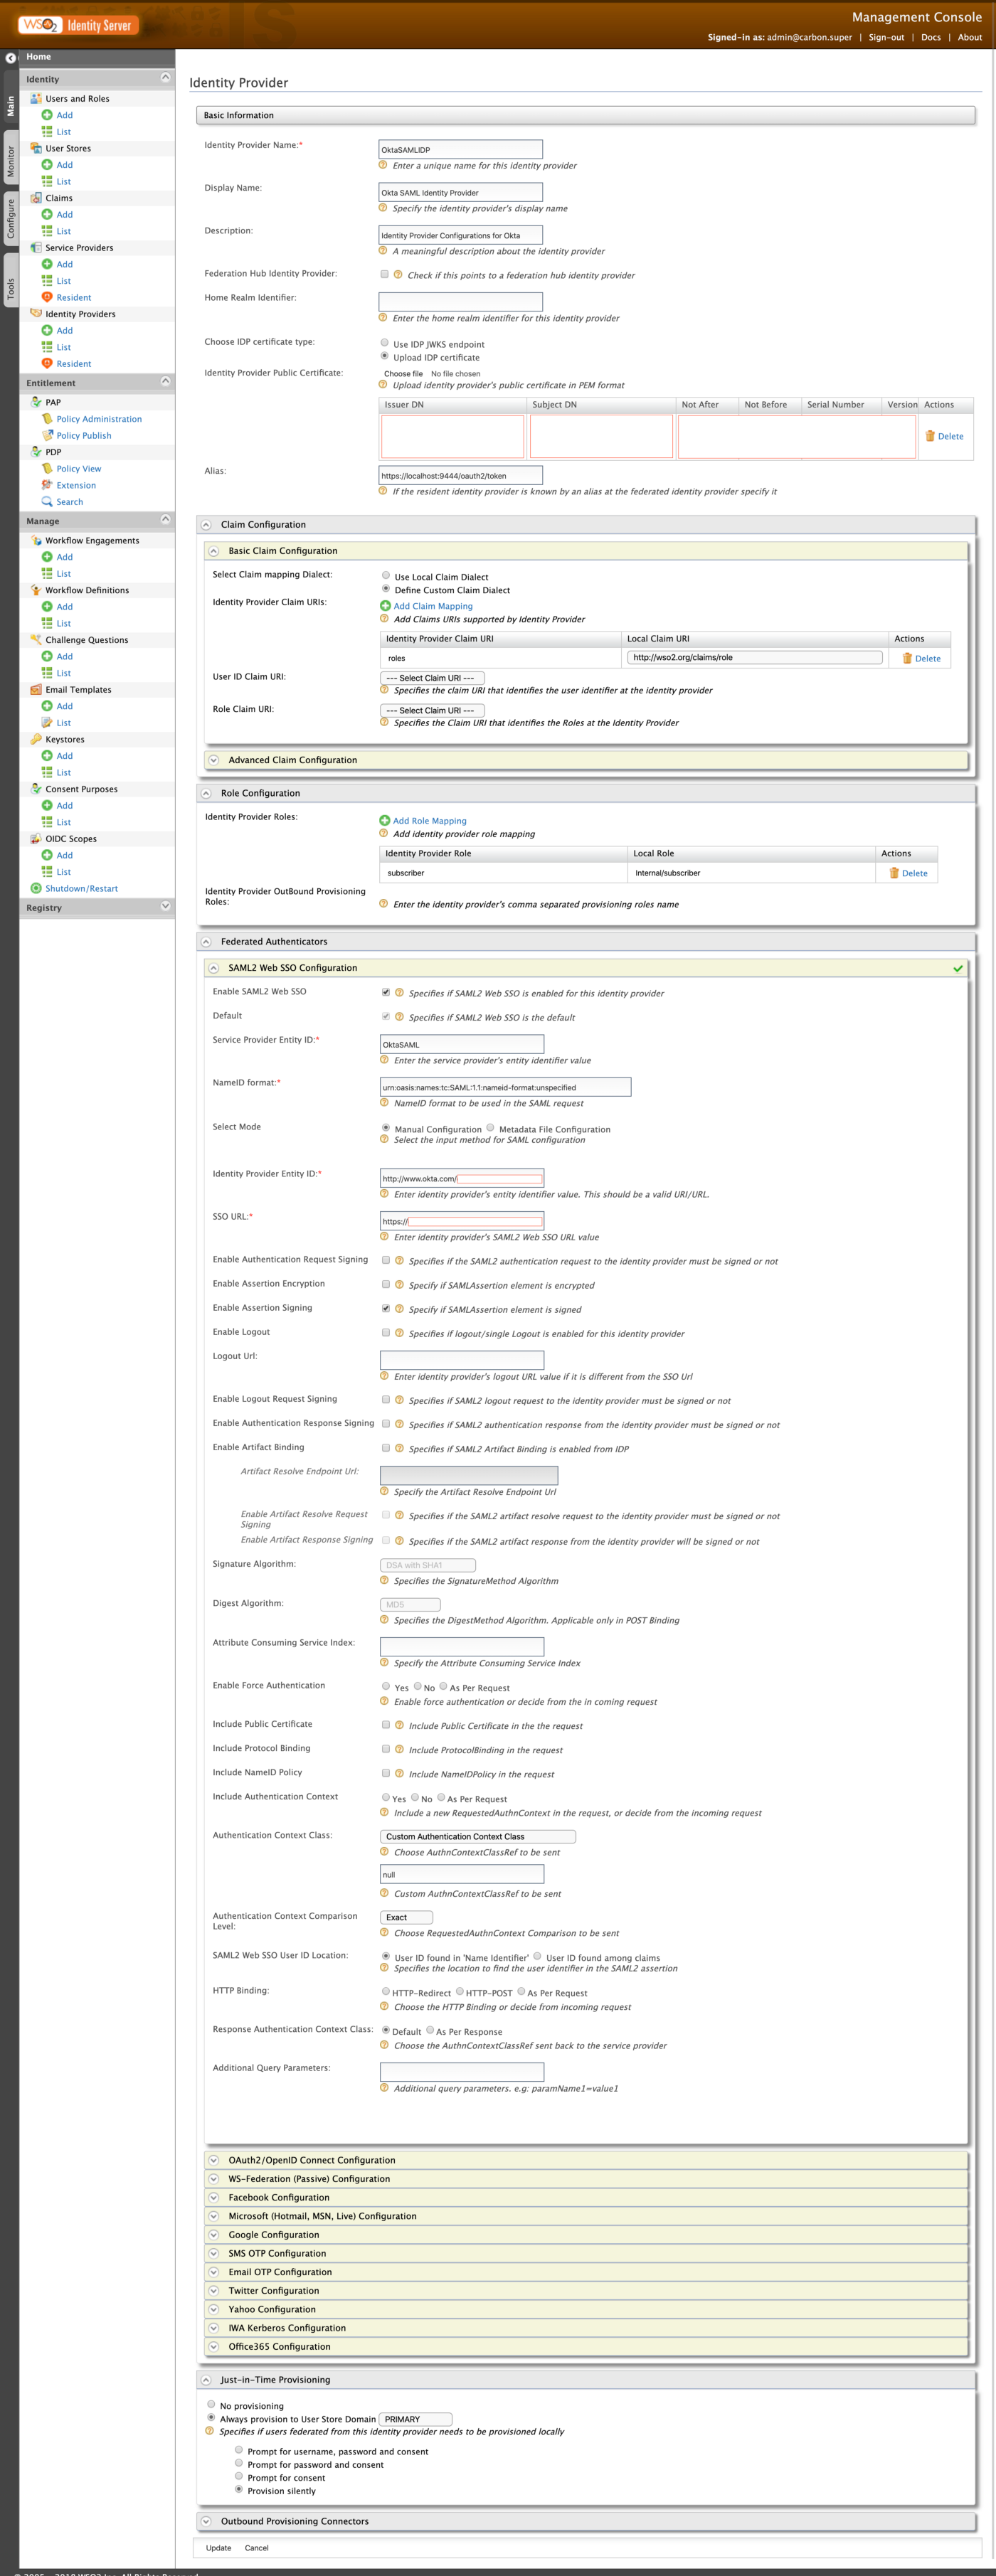 WSO2 Identity Server
Management Console
Signed-in as: admin@carbon.super | Sign-out | Docs | About
Main
Monitor
Configure
Tools
Home
Identity
Users and Roles
Add
List
User Stores
Add
List
Claims
Add
List
Service Providers
Add
List
Resident
Identity Providers
Add
List
Resident
Entitlement
PAP
Policy Administration
Policy Publish
PDP
Policy View
Extension
Search
Manage
Workflow Engagements
Add
List
Workflow Definitions
Add
List
Challenge Questions
Add
List
Email Templates
Add
List
Keystores
Add
List
Consent Purposes
Add
List
OIDC Scopes
Add
List
Shutdown/Restart
Registry
Identity Provider
Basic Information
Identity Provider Name:* OktaSAMLIDP
Enter a unique name for this identity provider
Display Name: Okta SAML Identity Provider
Specify the identity provider's display name
Description: Identity Provider Configurations for Okta
A meaningful description about the identity provider
Federation Hub Identity Provider: Check if this points to a federation hub identity provider
Home Realm Identifier:
Enter the home realm identifier for this identity provider
Choose IDP certificate type: Use IDP JWKS endpoint
Upload IDP certificate
Identity Provider Public Certificate: Choose file No file chosen
Upload identity provider's public certificate in PEM format
Issuer DN Subject DN Not After Not Before Serial Number Version Actions
Delete
Alias: https://localhost:9444/oauth2/token
If the resident identity provider is known by an alias at the federated identity provider specify it
Claim Configuration
Basic Claim Configuration
Select Claim mapping Dialect: Use Local Claim Dialect
Define Custom Claim Dialect
Identity Provider Claim URIs: Add Claim Mapping
Add Claims URIs supported by Identity Provider
Identity Provider Claim URI Local Claim URI Actions
roles http://wso2.org/claims/role Delete
User ID Claim URI: --- Select Claim URI ---
Specifies the claim URI that identifies the user identifier at the identity provider
Role Claim URI: --- Select Claim URI ---
Specifies the Claim URI that identifies the Roles at the Identity Provider
Advanced Claim Configuration
Role Configuration
Identity Provider Roles: Add Role Mapping
Add identity provider role mapping
Identity Provider Role Local Role Actions
subscriber Internal/subscriber Delete
Identity Provider OutBound Provisioning Roles:
Enter the identity provider's comma separated provisioning roles name
Federated Authenticators
SAML2 Web SSO Configuration
Enable SAML2 Web SSO Specifies if SAML2 Web SSO is enabled for this identity provider
Default Specifies if SAML2 Web SSO is the default
Service Provider Entity ID:* OktaSAML
Enter the service provider's entity identifier value
NameID format:* urn:oasis:names:tc:SAML:1.1:nameid-format:unspecified
NameID format to be used in the SAML request
Select Mode Manual Configuration Metadata File Configuration
Select the input method for SAML configuration
Identity Provider Entity ID:* http://www.okta.com/
Enter identity provider's entity identifier value. This should be a valid URI/URL.
SSO URL:* https://
Enter identity provider's SAML2 Web SSO URL value
Enable Authentication Request Signing Specifies if the SAML2 authentication request to the identity provider must be signed or not
Enable Assertion Encryption Specify if SAMLAssertion element is encrypted
Enable Assertion Signing Specify if SAMLAssertion element is signed
Enable Logout Specifies if logout/single Logout is enabled for this identity provider
Logout Url:
Enter identity provider's logout URL value if it is different from the SSO Url
Enable Logout Request Signing Specifies if SAML2 logout request to the identity provider must be signed or not
Enable Authentication Response Signing Specifies if SAML2 authentication response from the identity provider must be signed or not
Enable Artifact Binding Specifies if SAML2 Artifact Binding is enabled from IDP
Artifact Resolve Endpoint Url:
Specify the Artifact Resolve Endpoint Url
Enable Artifact Resolve Request Signing Specifies if the SAML2 artifact resolve request to the identity provider must be signed or not
Enable Artifact Response Signing Specifies if the SAML2 artifact response from the identity provider will be signed or not
Signature Algorithm: DSA with SHA1
Specifies the SignatureMethod Algorithm
Digest Algorithm: MD5
Specifies the DigestMethod Algorithm. Applicable only in POST Binding
Attribute Consuming Service Index:
Specify the Attribute Consuming Service Index
Enable Force Authentication Yes No As Per Request
Enable force authentication or decide from the in coming request
Include Public Certificate Include Public Certificate in the the request
Include Protocol Binding Include ProtocolBinding in the request
Include NameID Policy Include NameIDPolicy in the request
Include Authentication Context Yes No As Per Request
Include a new RequestedAuthnContext in the request, or decide from the incoming request
Authentication Context Class: Custom Authentication Context Class
Choose AuthnContextClassRef to be sent
null
Custom AuthnContextClassRef to be sent
Authentication Context Comparison Level: Exact
Choose RequestedAuthnContext Comparison to be sent
SAML2 Web SSO User ID Location: User ID found in 'Name Identifier' User ID found among claims
Specifies the location to find the user identifier in the SAML2 assertion
HTTP Binding: HTTP-Redirect HTTP-POST As Per Request
Choose the HTTP Binding or decide from incoming request
Response Authentication Context Class: Default As Per Response
Choose the AuthnContextClassRef sent back to the service provider
Additional Query Parameters:
Additional query parameters. e.g: paramName1=value1
OAuth2/OpenID Connect Configuration
WS-Federation (Passive) Configuration
Facebook Configuration
Microsoft (Hotmail, MSN, Live) Configuration
Google Configuration
SMS OTP Configuration
Email OTP Configuration
Twitter Configuration
Yahoo Configuration
IWA Kerberos Configuration
Office365 Configuration
Just-in-Time Provisioning
No provisioning
Always provision to User Store Domain PRIMARY
Specifies if users federated from this identity provider needs to be provisioned locally
Prompt for username, password and consent
Prompt for password and consent
Prompt for consent
Provision silently
Outbound Provisioning Connectors
Update Cancel